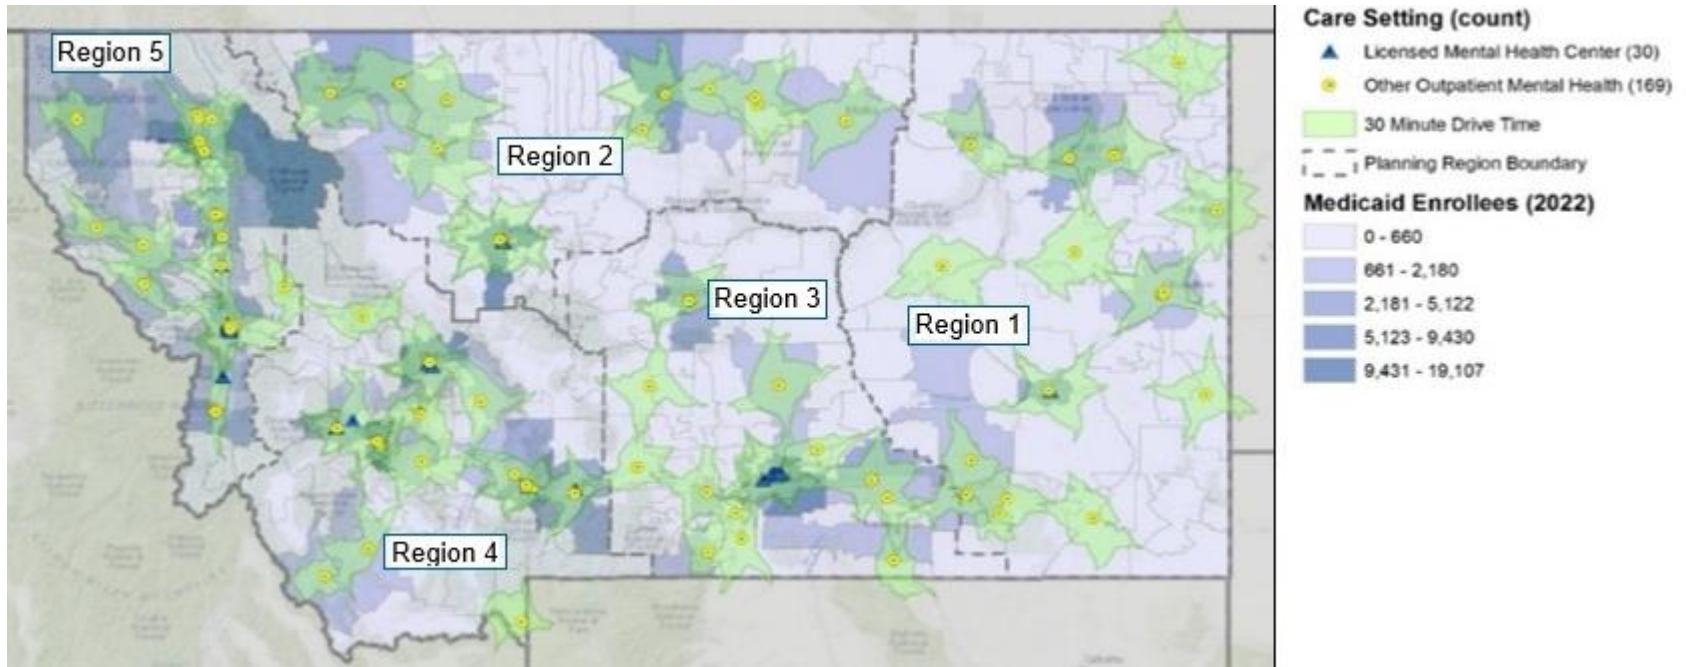 Region 5
Region 2
Region 3
Region 1
Region 4
Care Setting (count)
Licensed Mental Health Center (30)
Other Outpatient Mental Health (169)
30 Minute Drive Time
Planning Region Boundary
Medicaid Enrollees (2022)
0 - 660
661 - 2,180
2,181 - 5,122
5,123 - 9,430
9,431 - 19,107